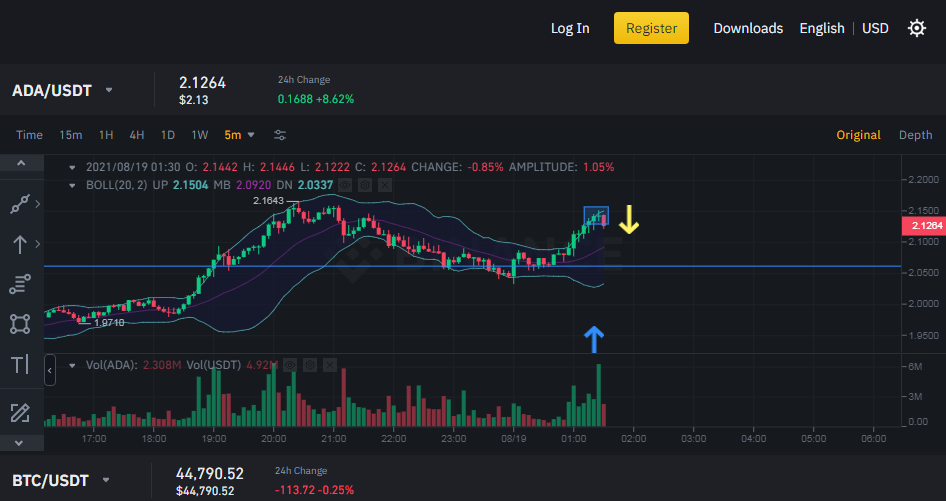 Log In Register Downloads English USD
ADA/USDT 2.1264 24h Change
$2.13 0.1688 +8.62%
Time 15m 1H 4H 1D 1W 5m Original Depth
2021/08/19 01:30 O: 2.1442 H: 2.1446 L: 2.1222 C: 2.1264 CHANGE: -0.85% AMPLITUDE: 1.05%
BOLL(20, 2) UP 2.1504 MB 2.0920 DN 2.0337
2.2000
2.1643
2.1500
2.1264
2.1000
2.0500
2.0000
1.9710
1.9500
Vol(ADA): 2.308M Vol(USDT) 4.92M
6M
3M
0.00
17:00 18:00 19:00 20:00 21:00 22:00 23:00 08/19 01:00 02:00 03:00 04:00 05:00 06:00
BTC/USDT 44,790.52 24h Change
$44,790.52 -113.72 -0.25%